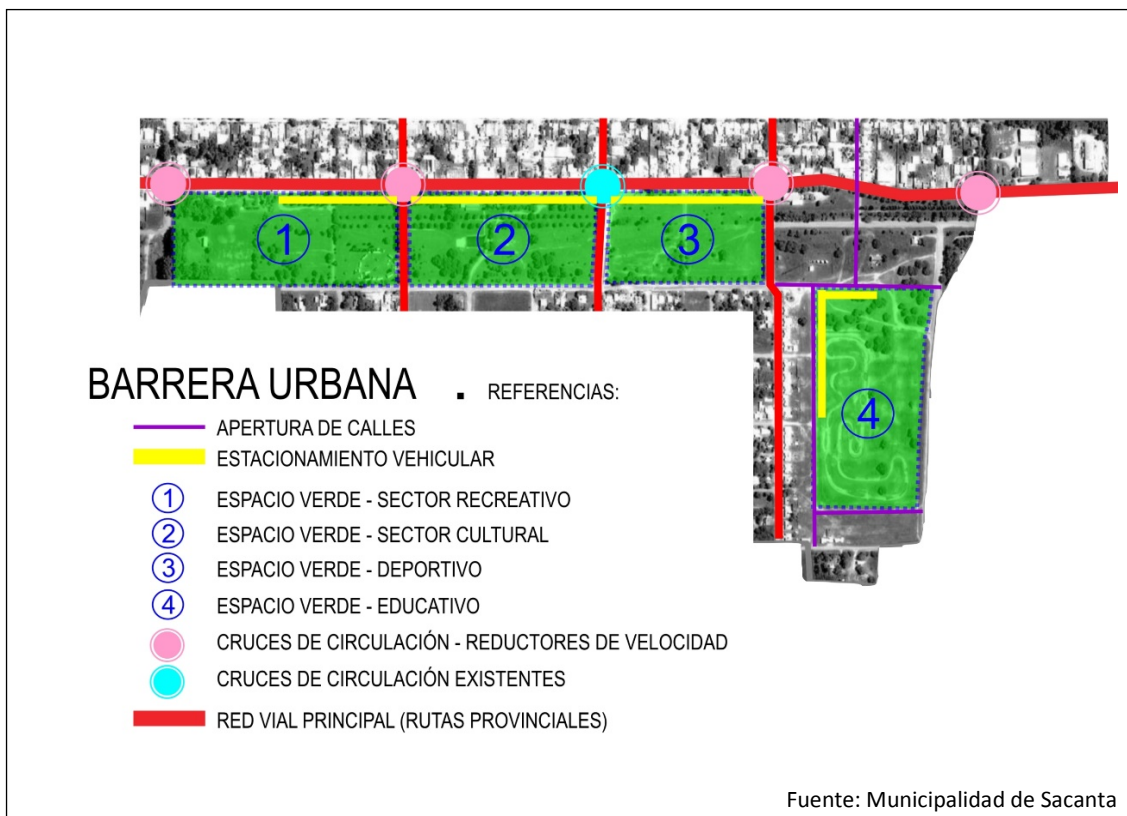 1
2
3
4
BARRERA URBANA . REFERENCIAS:
APERTURA DE CALLES
ESTACIONAMIENTO VEHICULAR
1 ESPACIO VERDE - SECTOR RECREATIVO
2 ESPACIO VERDE - SECTOR CULTURAL
3 ESPACIO VERDE - DEPORTIVO
4 ESPACIO VERDE - EDUCATIVO
CRUCES DE CIRCULACIÓN - REDUCTORES DE VELOCIDAD
CRUCES DE CIRCULACIÓN EXISTENTES
RED VIAL PRINCIPAL (RUTAS PROVINCIALES)
Fuente: Municipalidad de Sacanta